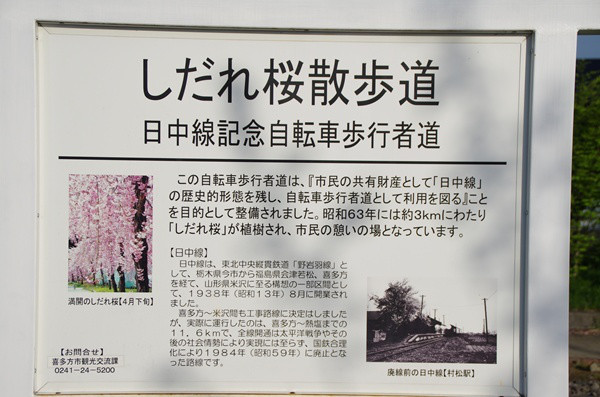 しだれ桜散歩道
日中線記念自転車歩行者道
この自転車歩行者道は、『市民の共有財産として「日中線」
の歴史的形態を残し、自転車歩行者道として利用を図る』こと
を目的として整備されました。昭和63年には約3kmにわたり
「しだれ桜」が植樹され、市民の憩いの場となっています。
満開のしだれ桜【4月下旬】
【日中線】
日中線は、東北中央縦貫鉄道「野岩羽線」と
して、栃木県今市から福島県会津若松、喜多方
を経て、山形県米沢に至る構想の一部区間とし
て、1938年（昭和13年）8月に開業され
ました。
喜多方～米沢間も工事路線に決定はしました
が、実際に運行したのは、喜多方～熱塩までの
11．6kmで、全線開通は太平洋戦争やその
後の社会情勢により実現には至らず、国鉄合理
化により1984年（昭和59年）に廃止となっ
た路線です。
廃線前の日中線【村松駅】
【お問合せ】
喜多方市観光交流課
0241-24-5200